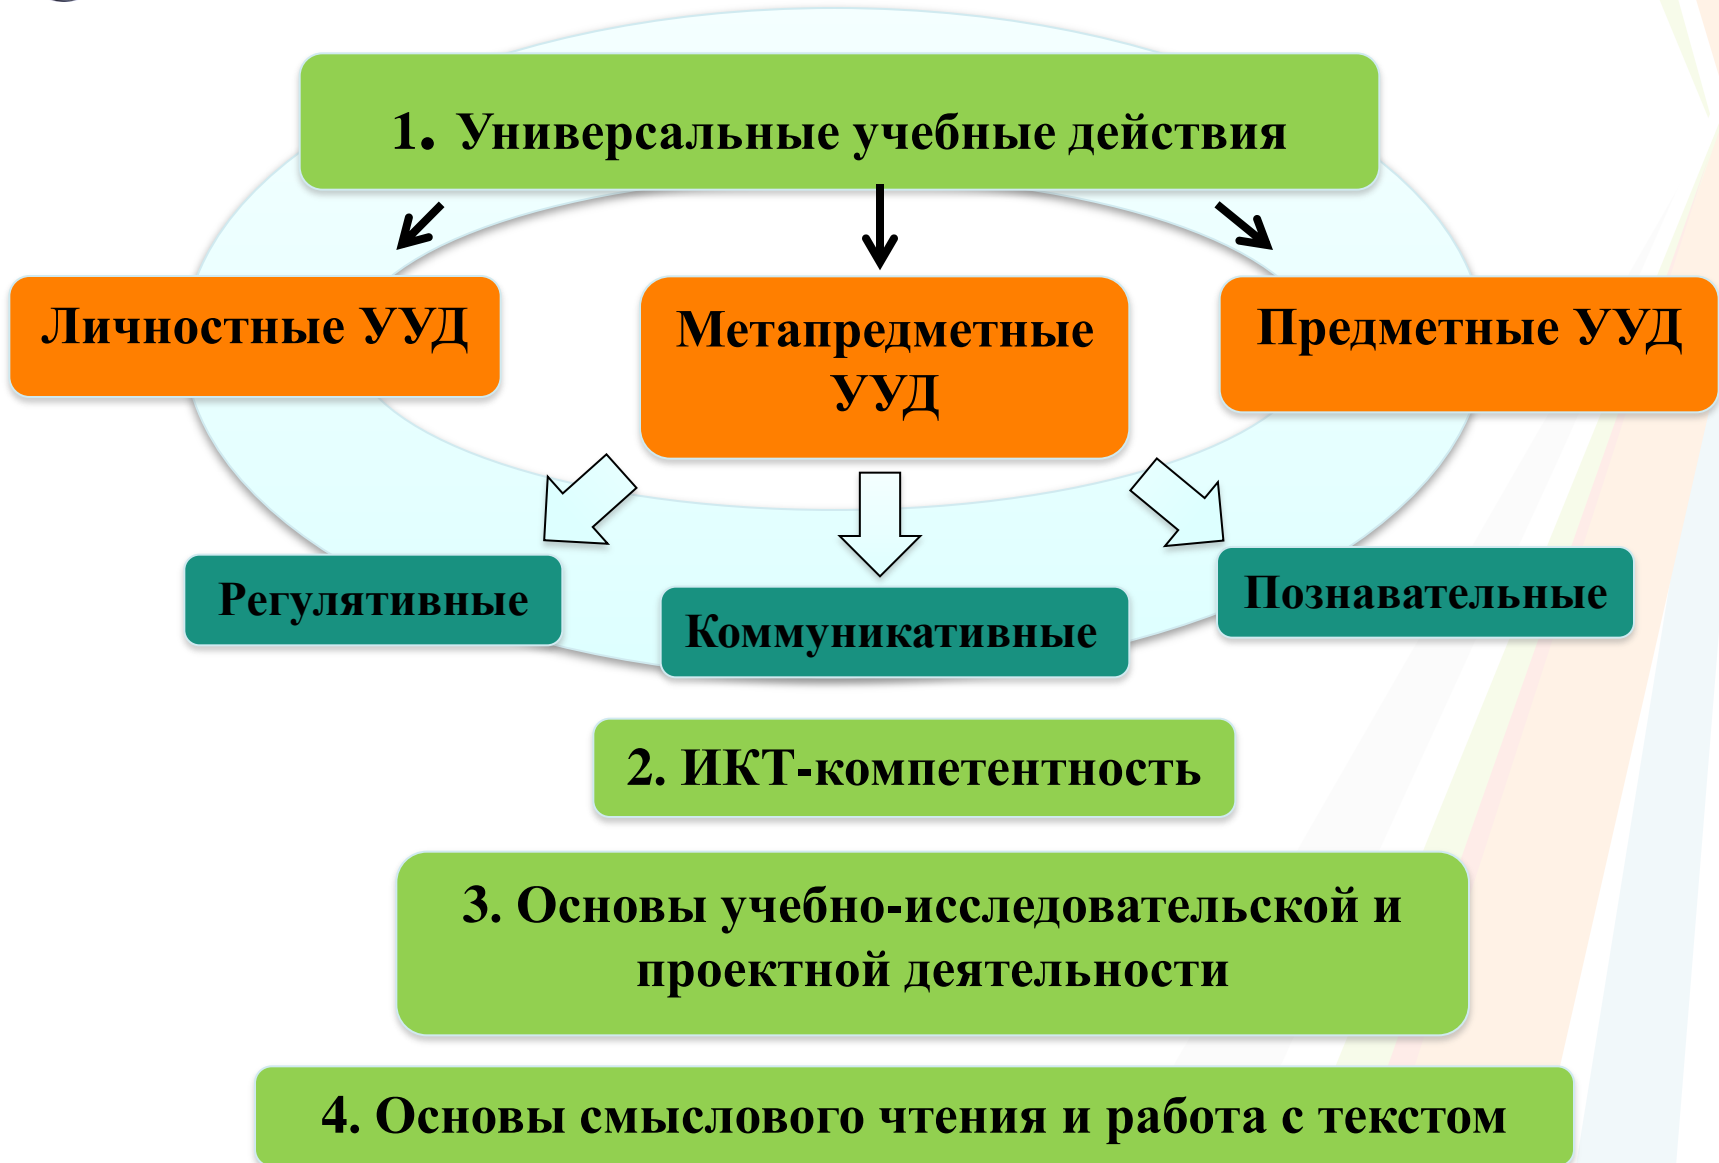 1. Универсальные учебные действия
Личностные УУД
Метапредметные
УУД
Предметные УУД
Регулятивные
Коммуникативные
Познавательные
2. ИКТ-компетентность
3. Основы учебно-исследовательской и
проектной деятельности
4. Основы смыслового чтения и работа с текстом